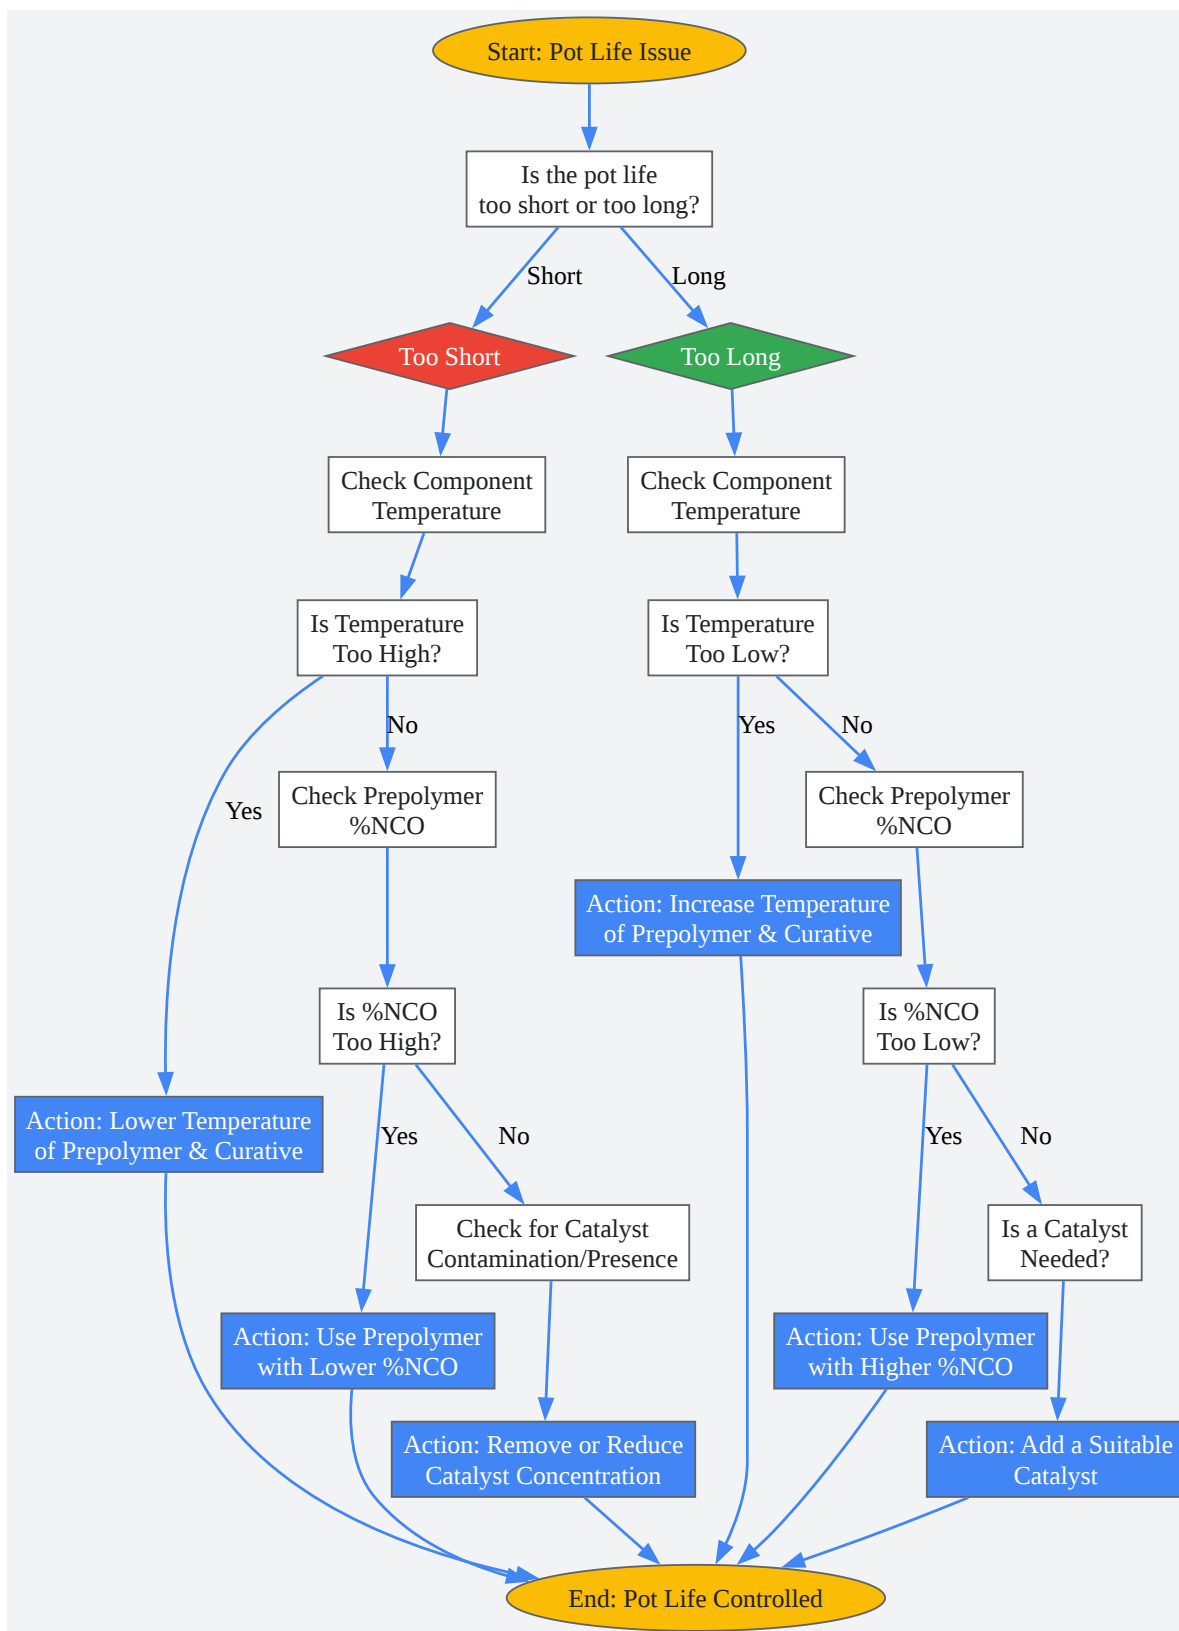 Start: Pot Life Issue
Is the pot life
too short or too long?
Short
Long
Too Short
Too Long
Check Component
Temperature
Check Component
Temperature
Is Temperature
Too High?
Is Temperature
Too Low?
No
Yes
No
Yes
Check Prepolymer
%NCO
Check Prepolymer
%NCO
Action: Increase Temperature
of Prepolymer & Curative
Is %NCO
Too High?
Is %NCO
Too Low?
Action: Lower Temperature
of Prepolymer & Curative
Yes
No
Yes
No
Check for Catalyst
Contamination/Presence
Is a Catalyst
Needed?
Action: Use Prepolymer
with Lower %NCO
Action: Use Prepolymer
with Higher %NCO
Action: Remove or Reduce
Catalyst Concentration
Action: Add a Suitable
Catalyst
End: Pot Life Controlled